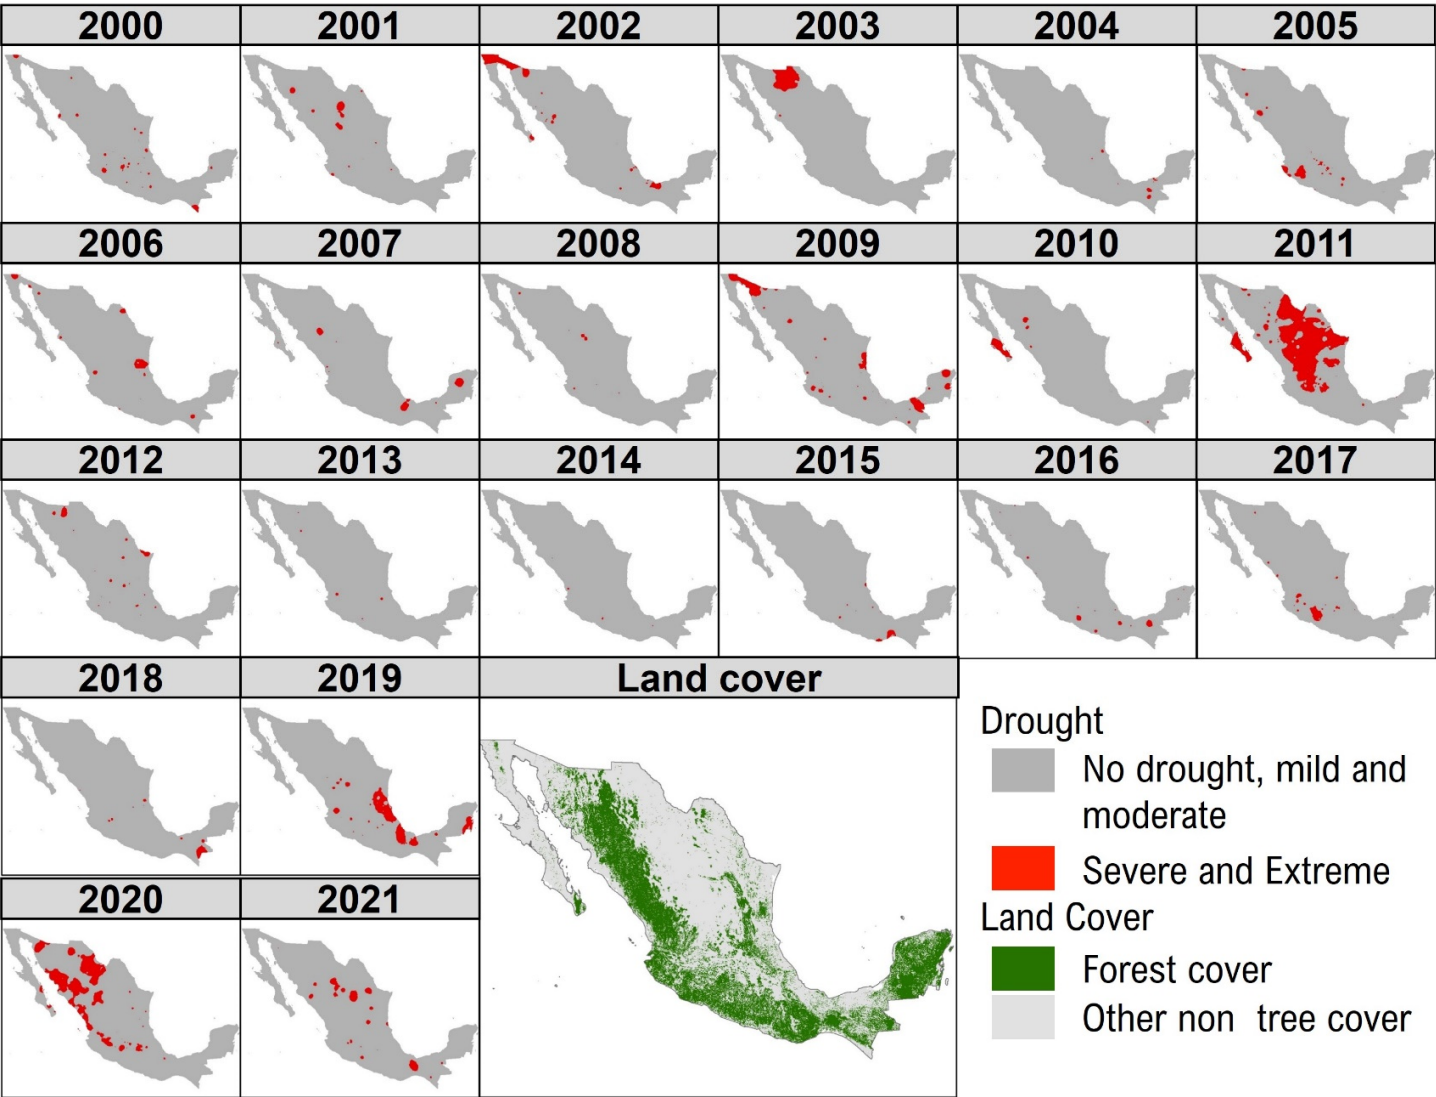 2000
2001
2002
2003
2004
2005
2006
2007
2008
2009
2010
2011
2012
2013
2014
2015
2016
2017
2018
2019
Land cover
Drought
No drought, mild and
moderate
Severe and Extreme
Land Cover
Forest cover
Other non tree cover
2020
2021